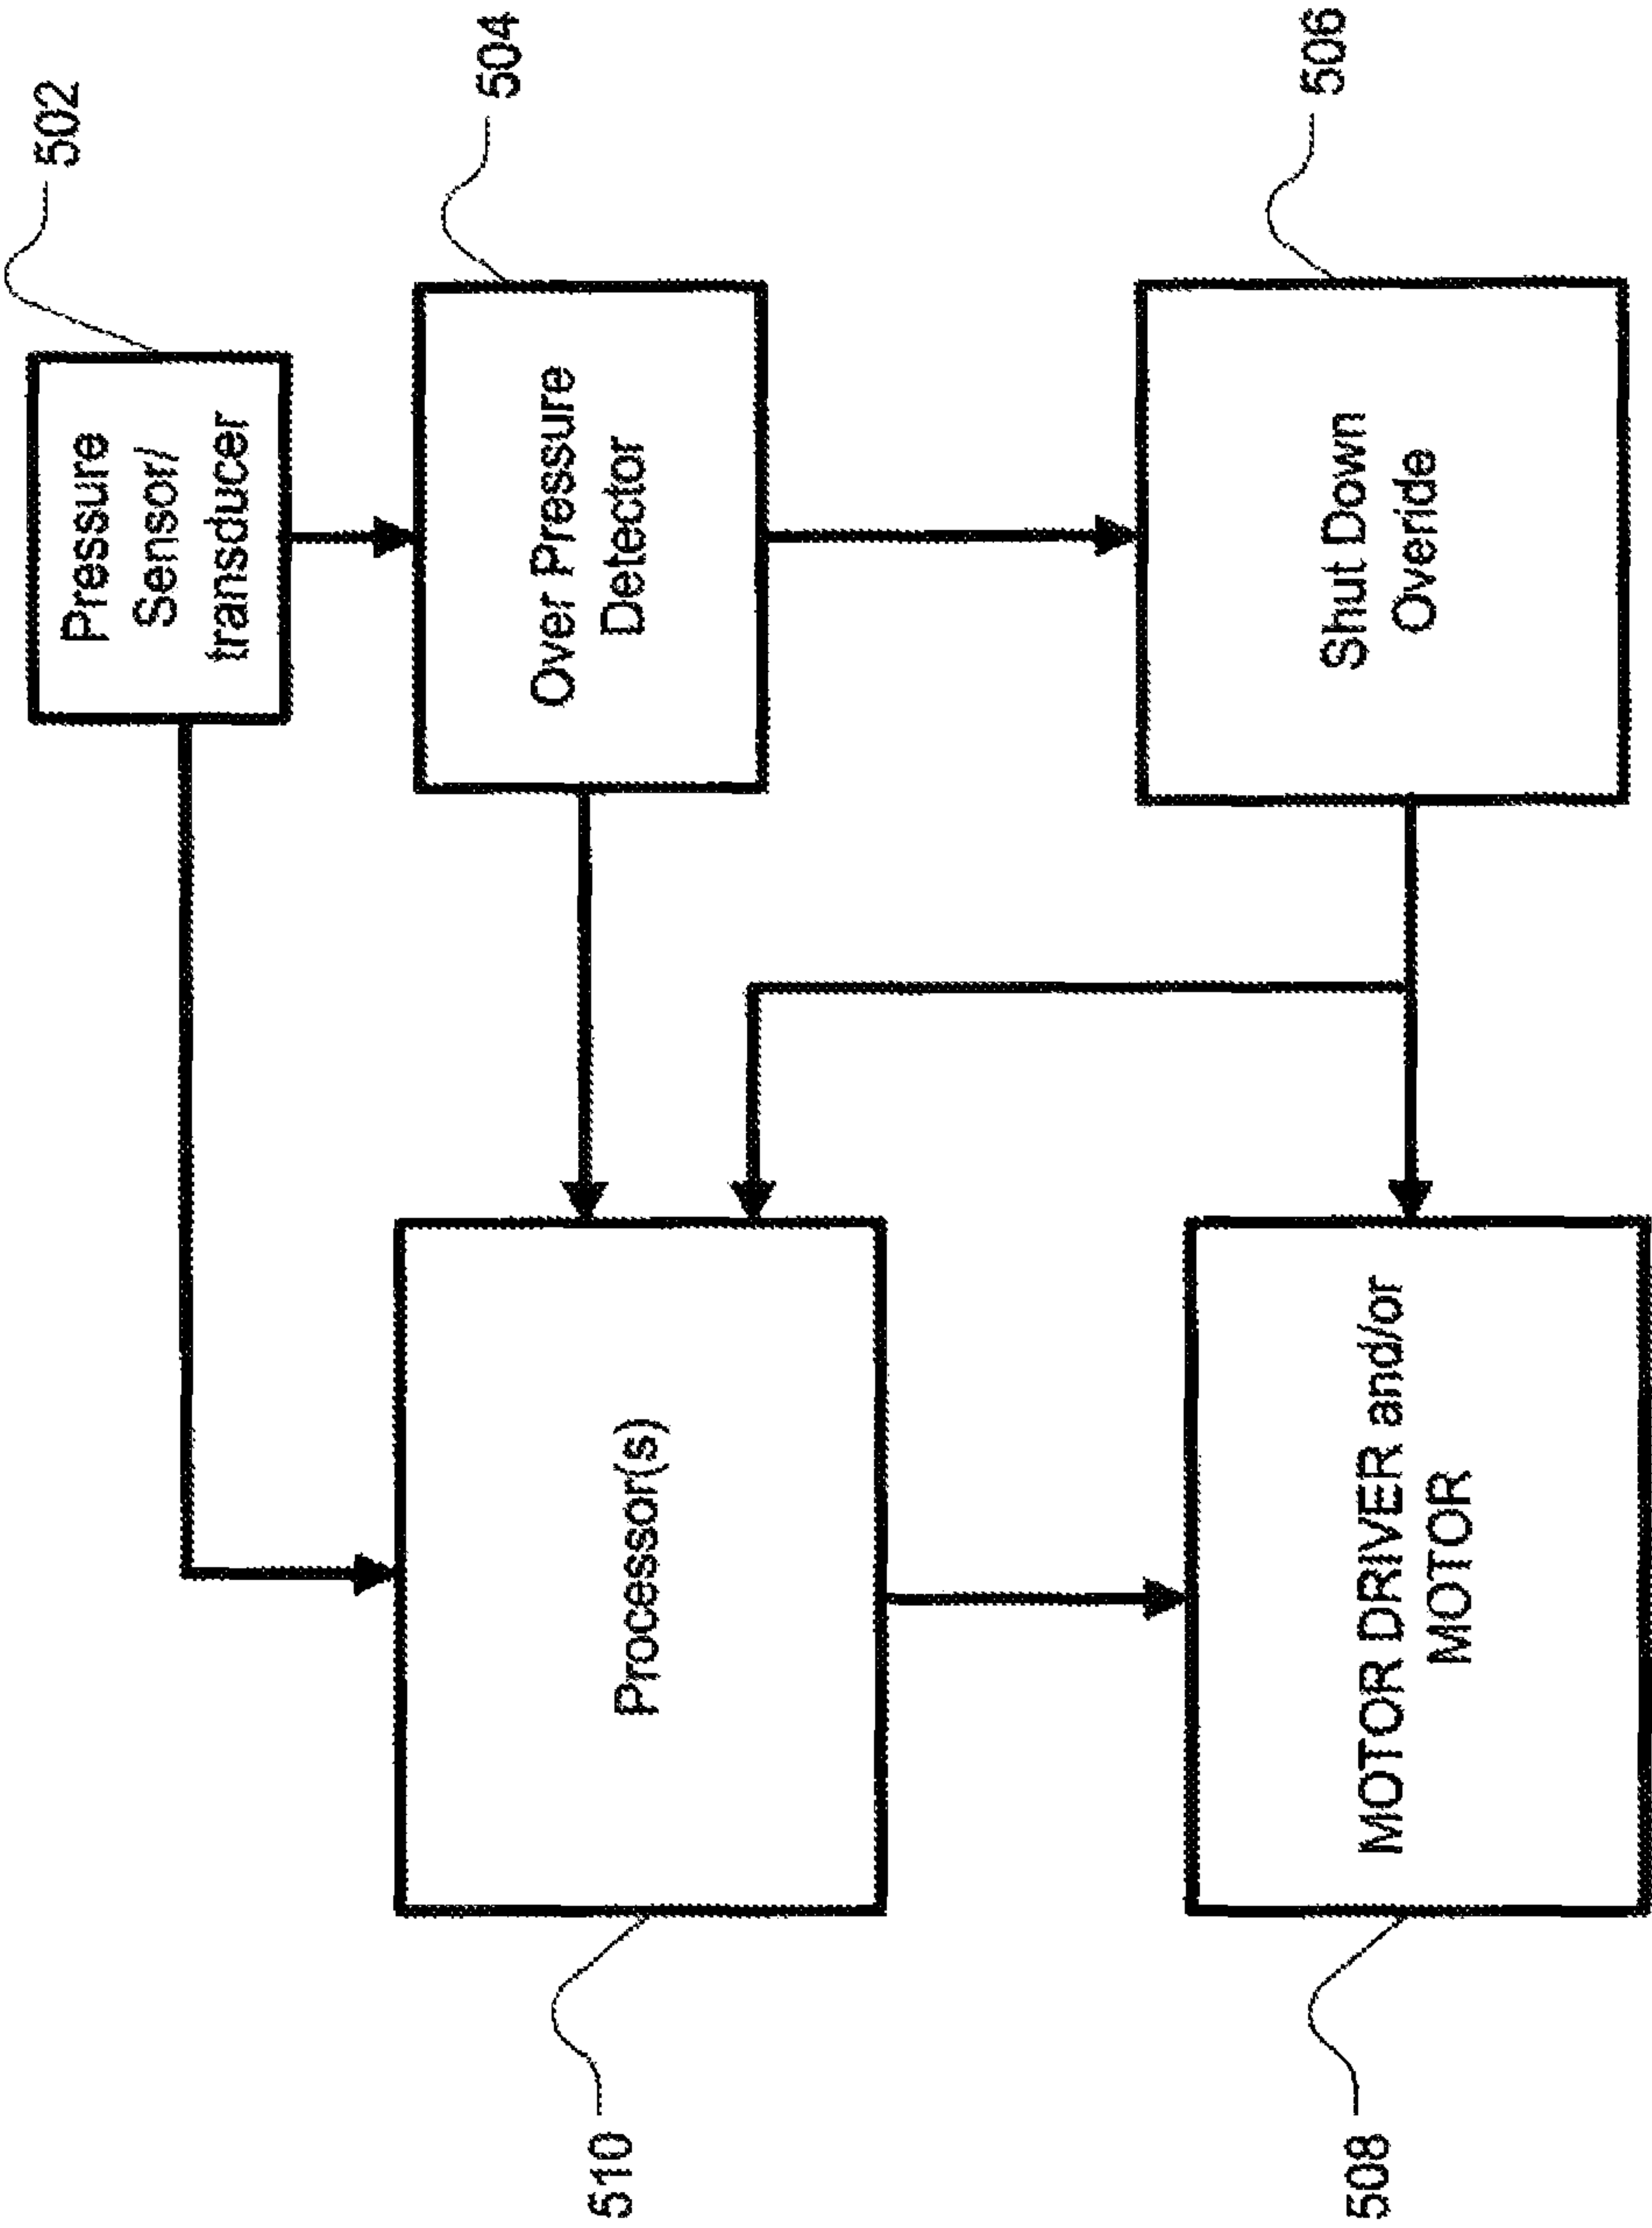 502
Pressure
Sensor/
transducer
504
Over Pressure
Detector
506
Shut Down
Overide
510
Processor(s)
508
MOTOR DRIVER and/or
MOTOR